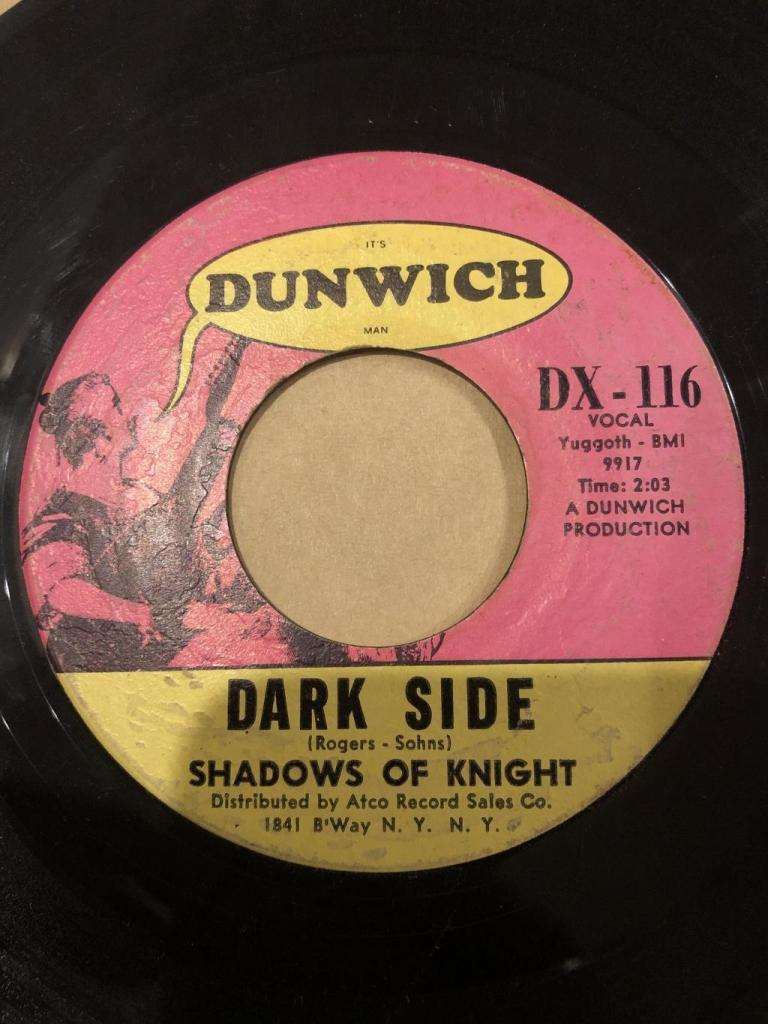 IT'S
DUNWICH
MAN
DX-116
VOCAL
Yuggoth - BMI
9917
Time: 2:03
A DUNWICH
PRODUCTION
DARK SIDE
(Rogers - Sohns)
SHADOWS OF KNIGHT
Distributed by Atco Record Sales Co.
1841 B'Way N. Y. N. Y.